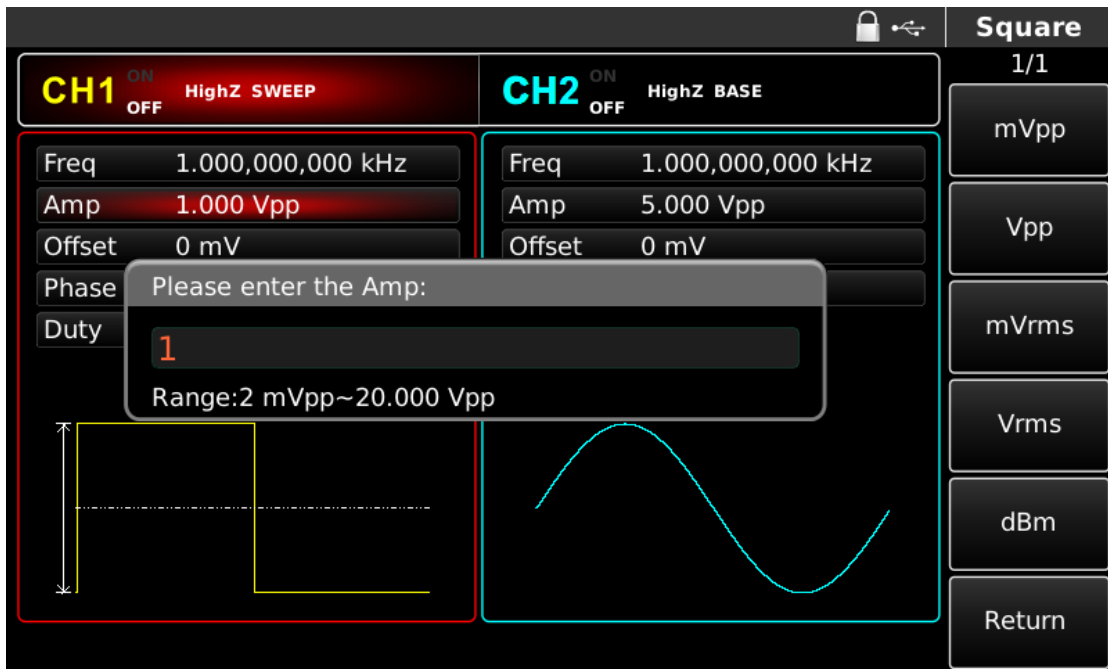 Square
1/1
CH1 ON OFF HighZ SWEEP
CH2 ON OFF HighZ BASE
Freq 1.000,000,000 kHz
Amp 1.000 Vpp
Offset 0 mV
Phase
Duty
Freq 1.000,000,000 kHz
Amp 5.000 Vpp
Offset 0 mV
Please enter the Amp:
1
Range:2 mVpp~20.000 Vpp
mVpp
Vpp
mVrms
Vrms
dBm
Return